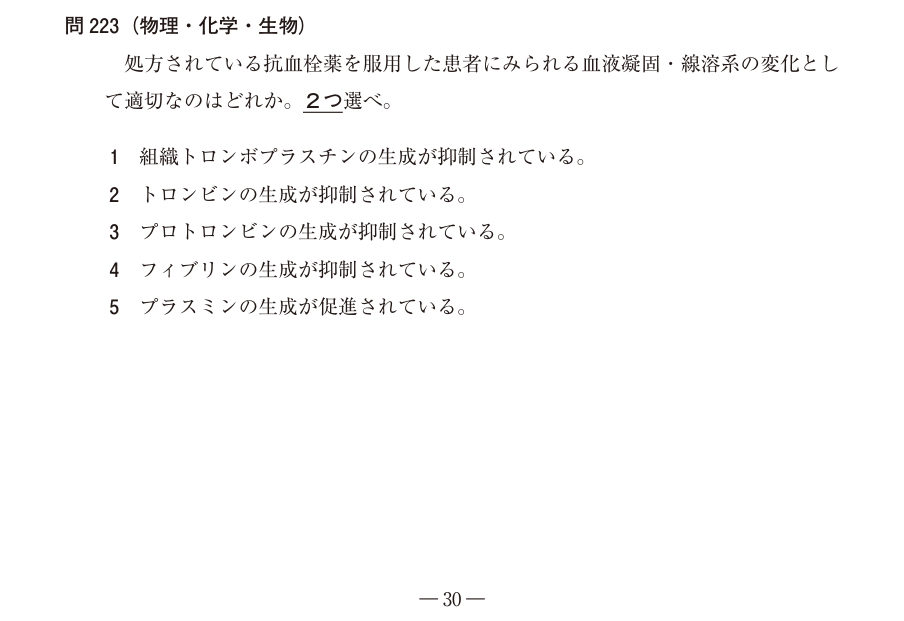 問 223（物理・化学・生物）
処方されている抗血栓薬を服用した患者にみられる血液凝固・線溶系の変化とし
て適切なのはどれか。２つ選べ。
1 組織トロンボプラスチンの生成が抑制されている。
2 トロンビンの生成が抑制されている。
3 プロトロンビンの生成が抑制されている。
4 フィブリンの生成が抑制されている。
5 プラスミンの生成が促進されている。
— 30 —